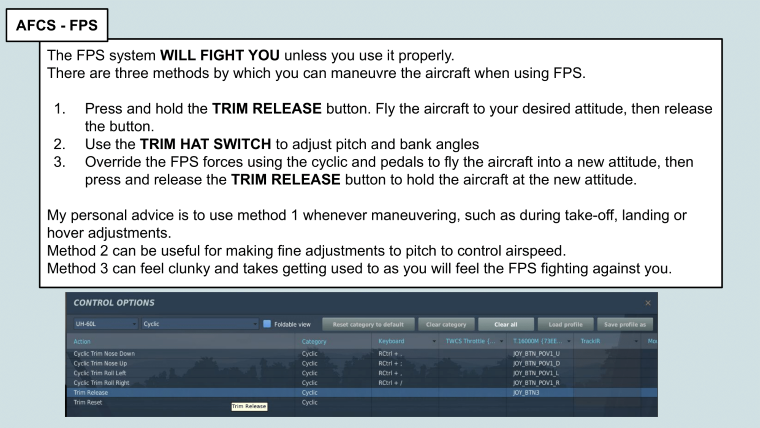 AFCS - FPS
The FPS system WILL FIGHT YOU unless you use it properly.
There are three methods by which you can maneuvre the aircraft when using FPS.
1. Press and hold the TRIM RELEASE button. Fly the aircraft to your desired attitude, then release
the button.
2. Use the TRIM HAT SWITCH to adjust pitch and bank angles
3. Override the FPS forces using the cyclic and pedals to fly the aircraft into a new attitude, then
press and release the TRIM RELEASE button to hold the aircraft at the new attitude.
My personal advice is to use method 1 whenever maneuvering, such as during take-off, landing or
hover adjustments.
Method 2 can be useful for making fine adjustments to pitch to control airspeed.
Method 3 can feel clunky and takes getting used to as you will feel the FPS fighting against you.
CONTROL OPTIONS ×
UH-60L Cyclic Foldable view Reset category to default Clear category Clear all Load profile Save profile as
Action Category Keyboard TWCS Throttle (... T.16000M {73EE... TrackIR Mo
Cyclic Trim Nose Down Cyclic RCtrl + . JOY_BTN_POV1_U
Cyclic Trim Nose Up Cyclic RCtrl + ; JOY_BTN_POV1_D
Cyclic Trim Roll Left Cyclic RCtrl + , JOY_BTN_POV1_L
Cyclic Trim Roll Right Cyclic RCtrl + / JOY_BTN_POV1_R
Trim Release Cyclic JOY_BTN3
Trim Reset Cyclic
Trim Release